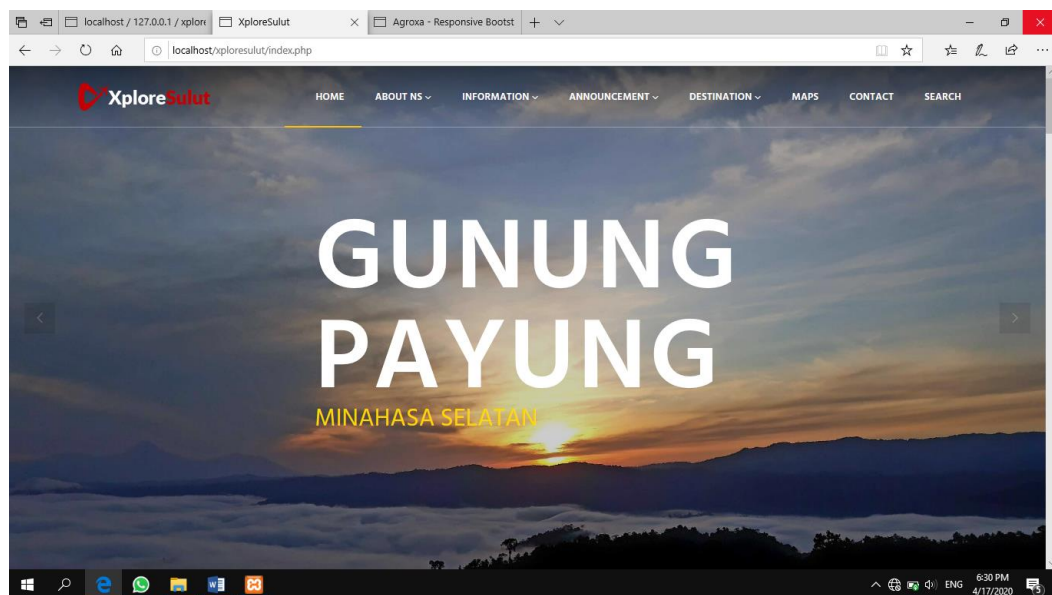 localhost / 127.0.0.1 / xplore
XploreSulut
Agroxa - Responsive Bootst
localhost/xploresulut/index.php
XploreSulut
HOME
ABOUT NS
INFORMATION
ANNOUNCEMENT
DESTINATION
MAPS
CONTACT
SEARCH
GUNUNG
PAYUNG
MINAHASA SELATAN
ENG
6:30 PM
4/17/2020
5